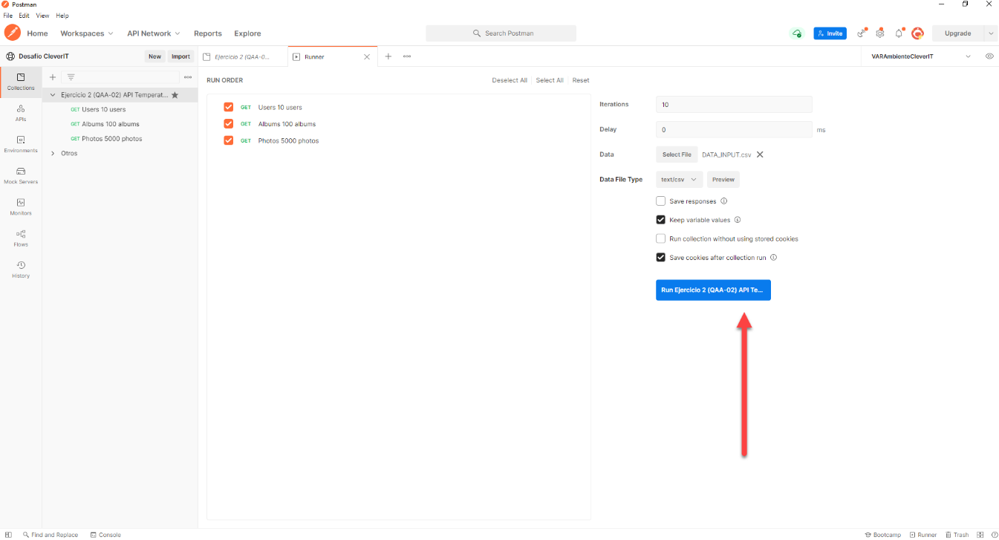 Postman
File Edit View Help
Home Workspaces API Network Reports Explore Search Postman Invite Upgrade
Desafio CleverIT New Import Ejercicio 2 (QAA-0... Runner VARAmbienteCleverIT
Collections
APIs
Environments
Mock Servers
Monitors
Flows
History
Ejercicio 2 (QAA-02) API Temperat...
GET Users 10 users
GET Albums 100 albums
GET Photos 5000 photos
Otros
RUN ORDER Deselect All Select All Reset
GET Users 10 users
GET Albums 100 albums
GET Photos 5000 photos
Iterations 10
Delay 0 ms
Data Select File DATA_INPUT.csv
Data File Type text/csv Preview
Save responses
Keep variable values
Run collection without using stored cookies
Save cookies after collection run
Run Ejercicio 2 (QAA-02) API Te...
Find and Replace Console Bootcamp Runner Trash